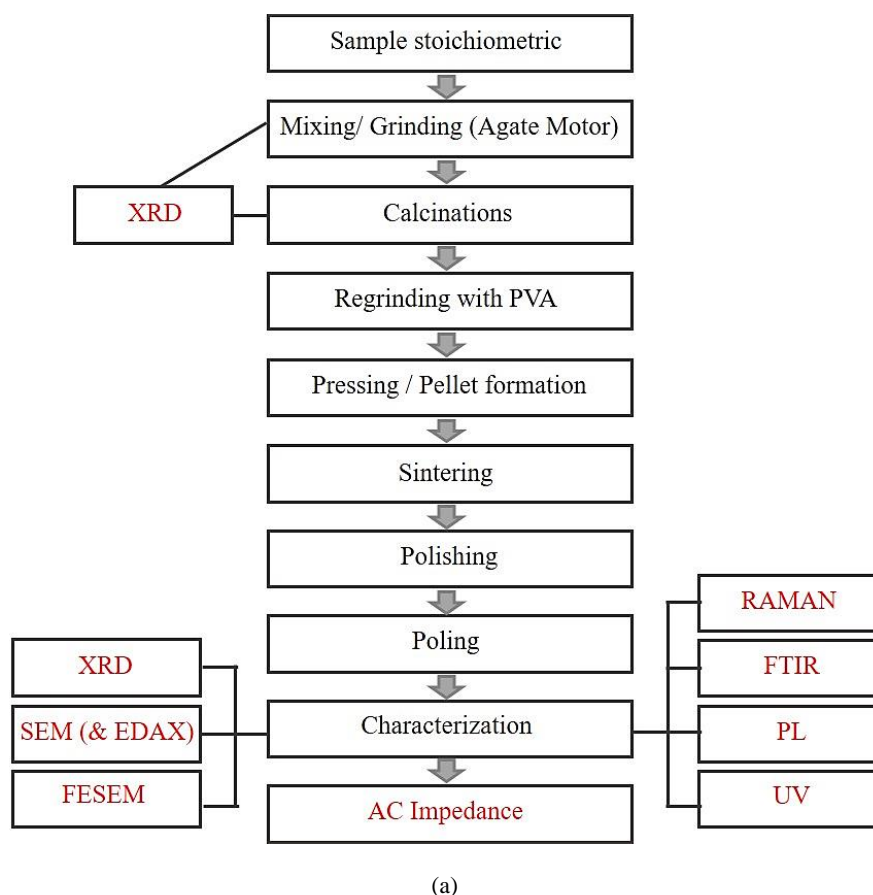 Sample stoichiometric
Mixing/ Grinding (Agate Motor)
XRD
Calcinations
Regrinding with PVA
Pressing / Pellet formation
Sintering
Polishing
Poling
Characterization
XRD
SEM (& EDAX)
FESEM
RAMAN
FTIR
PL
UV
AC Impedance
(a)